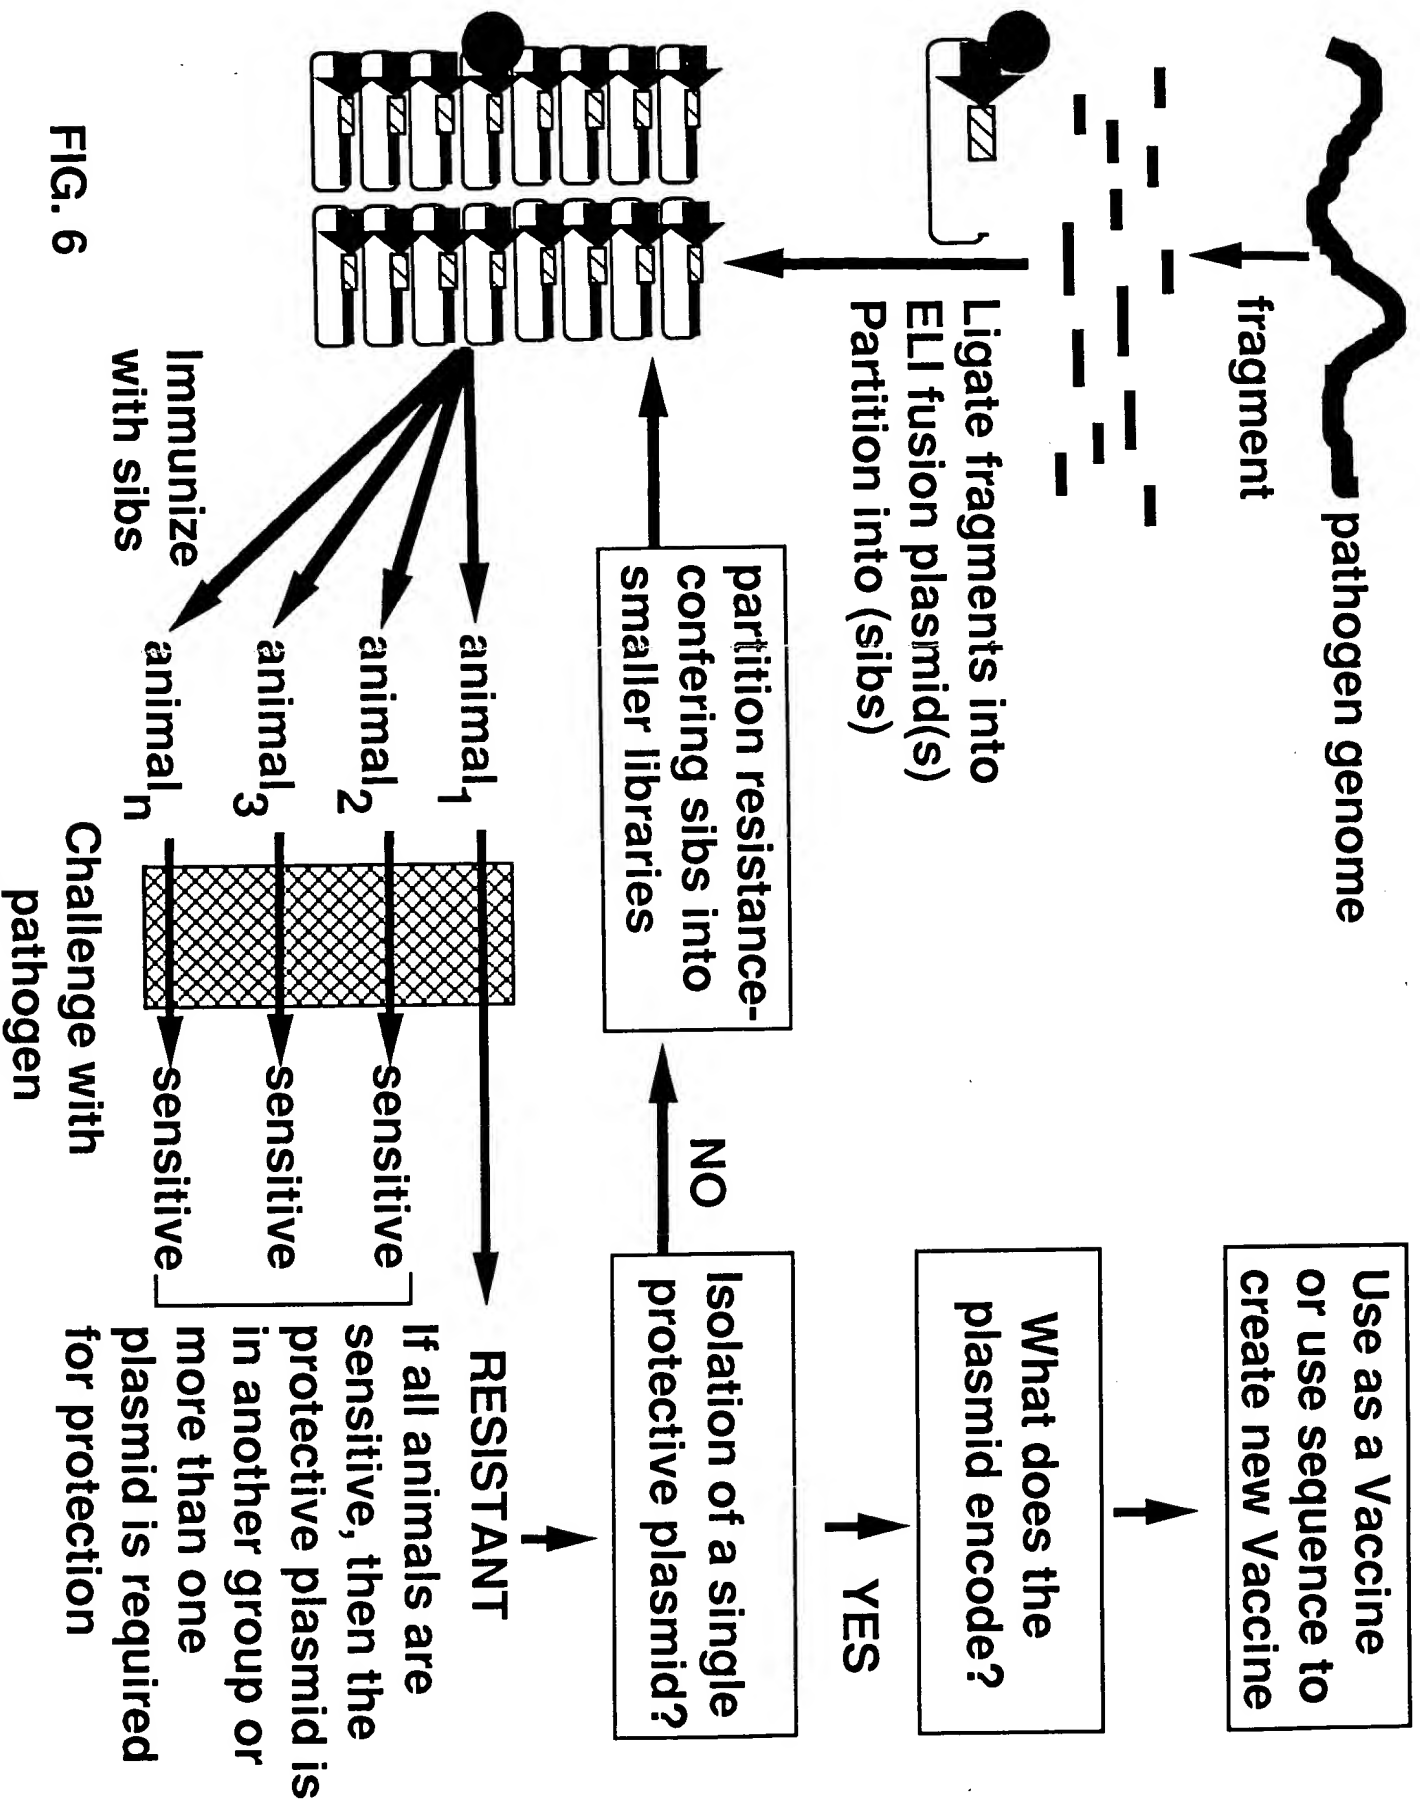 pathogen genome
fragment
Ligate fragments into
ELI fusion plasmid(s)
Partition into (sibs)
partition resistance-
confering sibs into
smaller libraries
Immunize
with sibs
animal1
animal2
animal3
animaln
Challenge with
pathogen
sensitive
sensitive
sensitive
RESISTANT
If all animals are
sensitive, then the
protective plasmid is
in another group or
more than one
plasmid is required
for protection
Isolation of a single
protective plasmid?
NO
YES
What does the
plasmid encode?
Use as a Vaccine
or use sequence to
create new Vaccine
FIG. 6